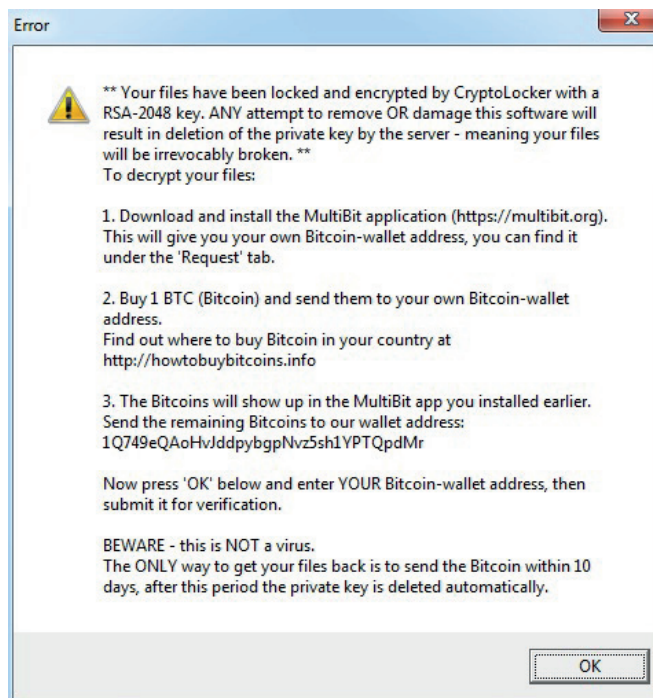 Error
** Your files have been locked and encrypted by CryptoLocker with a
RSA-2048 key. ANY attempt to remove OR damage this software will
result in deletion of the private key by the server - meaning your files
will be irrevocably broken. **
To decrypt your files:
1. Download and install the MultiBit application (https://multibit.org).
This will give you your own Bitcoin-wallet address, you can find it
under the 'Request' tab.
2. Buy 1 BTC (Bitcoin) and send them to your own Bitcoin-wallet
address.
Find out where to buy Bitcoin in your country at
http://howtobuybitcoins.info
3. The Bitcoins will show up in the MultiBit app you installed earlier.
Send the remaining Bitcoins to our wallet address:
1Q749eQAoHvJddpybgpNvz5sh1YPTQpdMr
Now press 'OK' below and enter YOUR Bitcoin-wallet address, then
submit it for verification.
BEWARE - this is NOT a virus.
The ONLY way to get your files back is to send the Bitcoin within 10
days, after this period the private key is deleted automatically.
OK